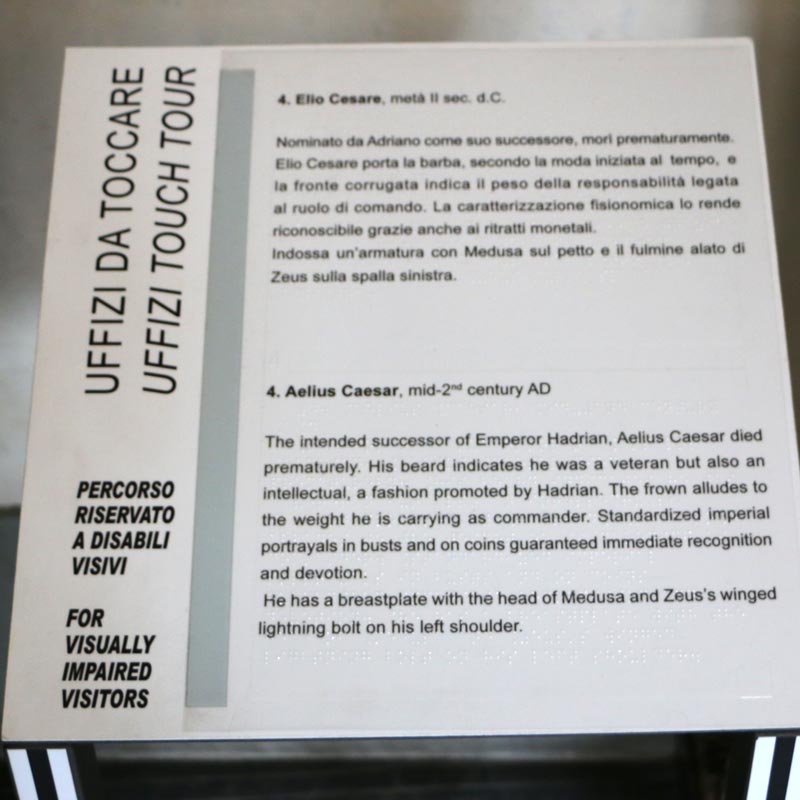 UFFIZI DA TOCCARE
UFFIZI TOUCH TOUR
PERCORSO
RISERVATO
A DISABILI
VISIVI
FOR
VISUALLY
IMPAIRED
VISITORS
4. Elio Cesare, metà II sec. d.C.
Nominato da Adriano come suo successore, morì prematuramente.
Elio Cesare porta la barba, secondo la moda iniziata al tempo, e
la fronte corrugata indica il peso della responsabilità legata
al ruolo di comando. La caratterizzazione fisionomica lo rende
riconoscibile grazie anche ai ritratti monetali.
Indossa un'armatura con Medusa sul petto e il fulmine alato di
Zeus sulla spalla sinistra.
4. Aelius Caesar, mid-2nd century AD
The intended successor of Emperor Hadrian, Aelius Caesar died
prematurely. His beard indicates he was a veteran but also an
intellectual, a fashion promoted by Hadrian. The frown alludes to
the weight he is carrying as commander. Standardized imperial
portrayals in busts and on coins guaranteed immediate recognition
and devotion.
He has a breastplate with the head of Medusa and Zeus's winged
lightning bolt on his left shoulder.